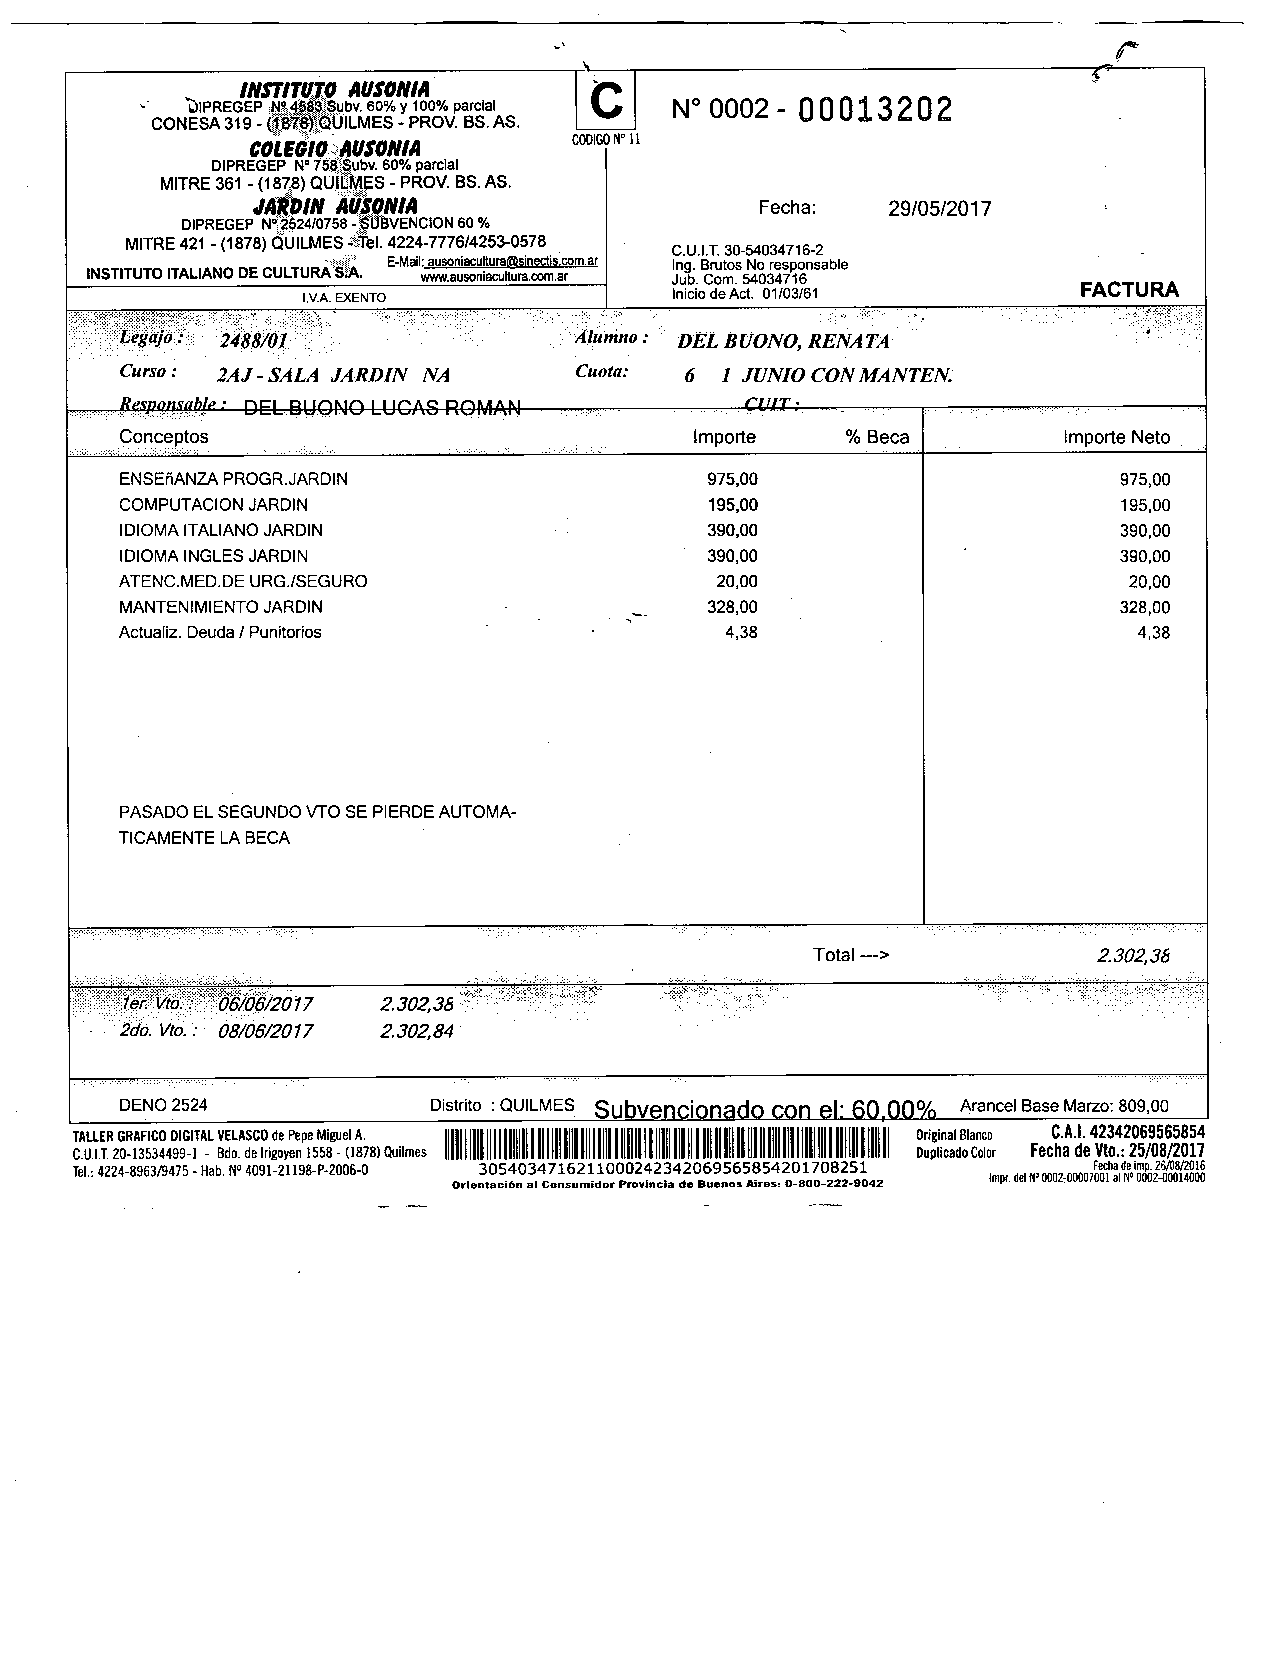 INSTITUTO AUSONIA
DIPREGEP Nº 4583 Subv. 60% y 100% parcial
CONESA 319 - (1878) QUILMES - PROV. BS. AS.
COLEGIO AUSONIA
DIPREGEP Nº 758 Subv. 60% parcial
MITRE 361 - (1878) QUILMES - PROV. BS. AS.
JARDIN AUSONIA
DIPREGEP Nº 2524/0758 - SUBVENCION 60 %
MITRE 421 - (1878) QUILMES - Tel. 4224-7776/4253-0578
E-Mail: ausoniacultura@sinectis.com.ar
INSTITUTO ITALIANO DE CULTURA S.A. www.ausoniacultura.com.ar
I.V.A. EXENTO
C
CODIGO Nº 11
Nº 0002 - 00013202
Fecha: 29/05/2017
C.U.I.T. 30-54034716-2
Ing. Brutos No responsable
Jub. Com. 54034716
Inicio de Act. 01/03/61
FACTURA
Legajo : 2488/01 Alumno : DEL BUONO, RENATA
Curso : 2AJ - SALA JARDIN NA Cuota: 6 1 JUNIO CON MANTEN.
Responsable : DEL BUONO LUCAS ROMAN CUIT :
Conceptos Importe % Beca Importe Neto
ENSEñANZA PROGR.JARDIN 975,00 975,00
COMPUTACION JARDIN 195,00 195,00
IDIOMA ITALIANO JARDIN 390,00 390,00
IDIOMA INGLES JARDIN 390,00 390,00
ATENC.MED.DE URG./SEGURO 20,00 20,00
MANTENIMIENTO JARDIN 328,00 328,00
Actualiz. Deuda / Punitorios 4,38 4,38
PASADO EL SEGUNDO VTO SE PIERDE AUTOMA-
TICAMENTE LA BECA
Total ---> 2.302,38
1er. Vto. 06/06/2017 2.302,38
2do. Vto. : 08/06/2017 2.302,84
DENO 2524 Distrito : QUILMES Subvencionado con el: 60,00% Arancel Base Marzo: 809,00
TALLER GRAFICO DIGITAL VELASCO de Pepe Miguel A.
C.U.I.T. 20-13534499-1 - Bdo. de Irigoyen 1558 - (1878) Quilmes
Tel.: 4224-8963/9475 - Hab. Nº 4091-21198-P-2006-0
3054034716211000242342069565854201708251
Orientación al Consumidor Provincia de Buenos Aires: 0-800-222-9042
Original Blanco
Duplicado Color
C.A.I. 42342069565854
Fecha de Vto.: 25/08/2017
Fecha de imp. 26/08/2016
Impr. del Nº 0002-00007001 al Nº 0002-00014000